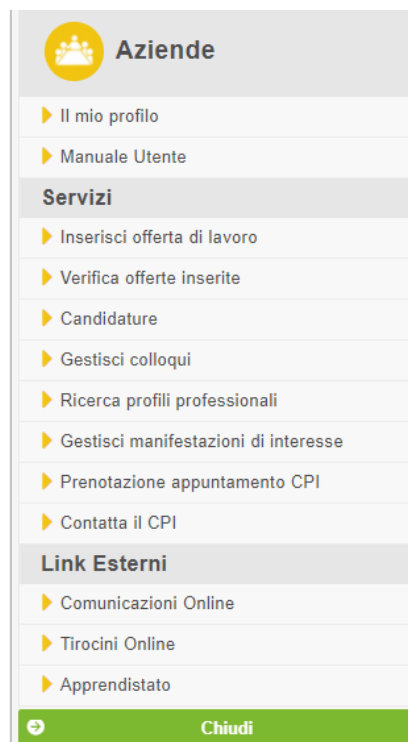 Aziende
Il mio profilo
Manuale Utente
Servizi
Inserisci offerta di lavoro
Verifica offerte inserite
Candidature
Gestisci colloqui
Ricerca profili professionali
Gestisci manifestazioni di interesse
Prenotazione appuntamento CPI
Contatta il CPI
Link Esterni
Comunicazioni Online
Tirocini Online
Apprendistato
Chiudi